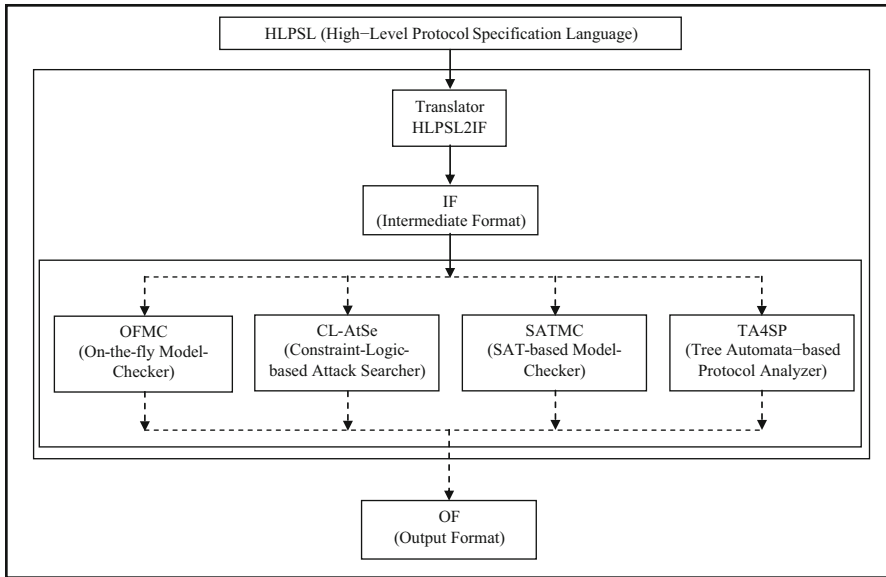 HLPSL (High−Level Protocol Specification Language)
Translator
HLPSL2IF
IF
(Intermediate Format)
OFMC
(On-the-fly Model-
Checker)
CL-AtSe
(Constraint-Logic-
based Attack Searcher)
SATMC
(SAT-based Model-
Checker)
TA4SP
(Tree Automata−based
Protocol Analyzer)
OF
(Output Format)